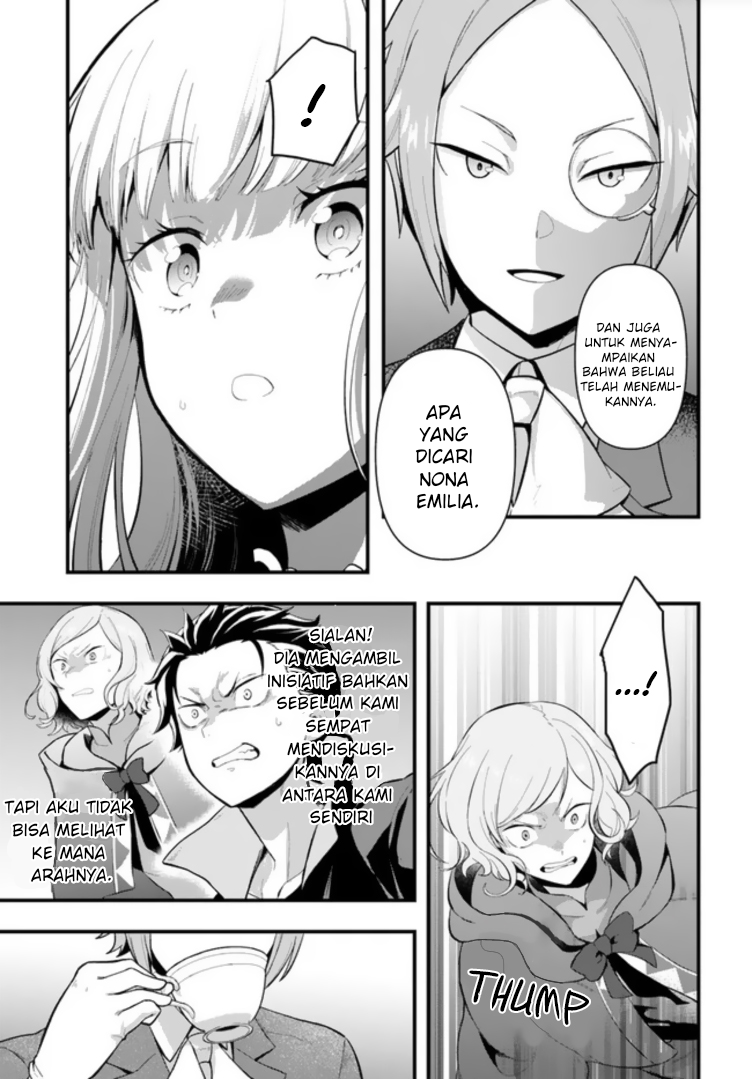 DAN JUGA
UNTUK MENYA-
MPAIKAN
BAHWA BELIAU
TELAH MENEMU-
KANNYA.
APA
YANG
DICARI
NONA
EMILIA.
!
...!
THUMP
SIALAN!
DIA MENGAMBIL
INISIATIF BAHKAN
SEBELUM KAMI
SEMPAT
MENDISKUSI-
KANNYA DI
ANTARA KAMI
SENDIRI
TAPI AKU TIDAK
BISA MELIHAT
KE MANA
ARAHNYA.